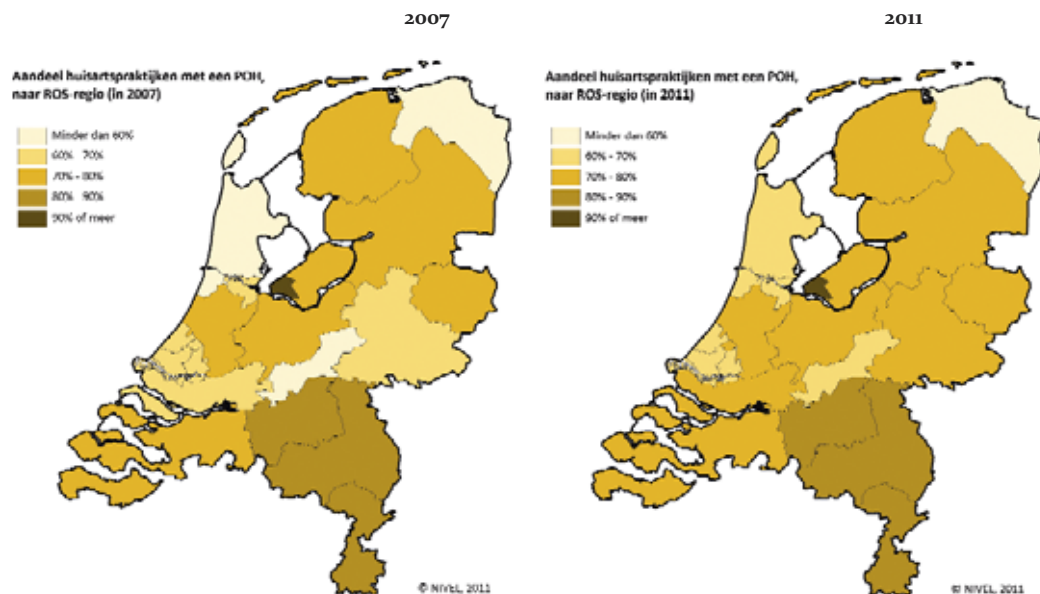 2007
2011
Aandeel huisartspraktijken met een POH,
naar ROS-regio (in 2007)
Minder dan 60%
60% 70%
70% - 80%
80% 90%
90% of meer
© NIVEL, 2011
Aandeel huisartspraktijken met een POH,
naar ROS-regio (in 2011)
Minder dan 60%
60% - 70%
70% - 80%
80% - 90%
90% of meer
© NIVEL, 2011